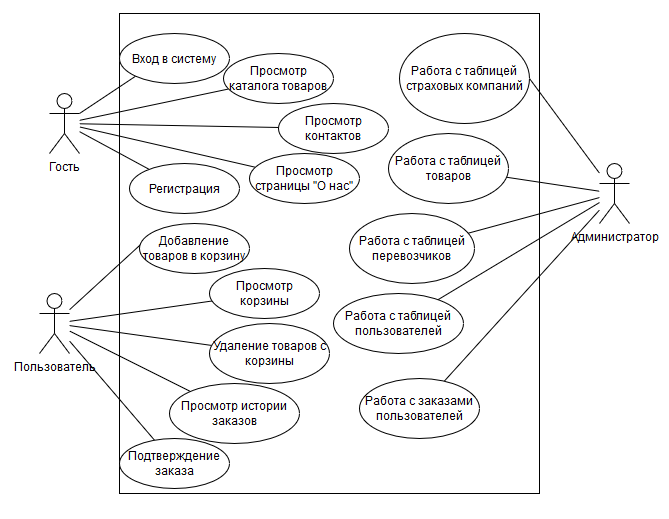 Вход в систему
Просмотр
каталога товаров
Просмотр
контактов
Просмотр
страницы "О нас"
Регистрация
Гость
Добавление
товаров в корзину
Просмотр
корзины
Удаление товаров с
корзины
Просмотр истории
заказов
Подтверждение
заказа
Пользователь
Работа с таблицей
страховых компаний
Работа с таблицей
товаров
Работа с таблицей
перевозчиков
Работа с таблицей
пользователей
Работа с заказами
пользователей
Администратор